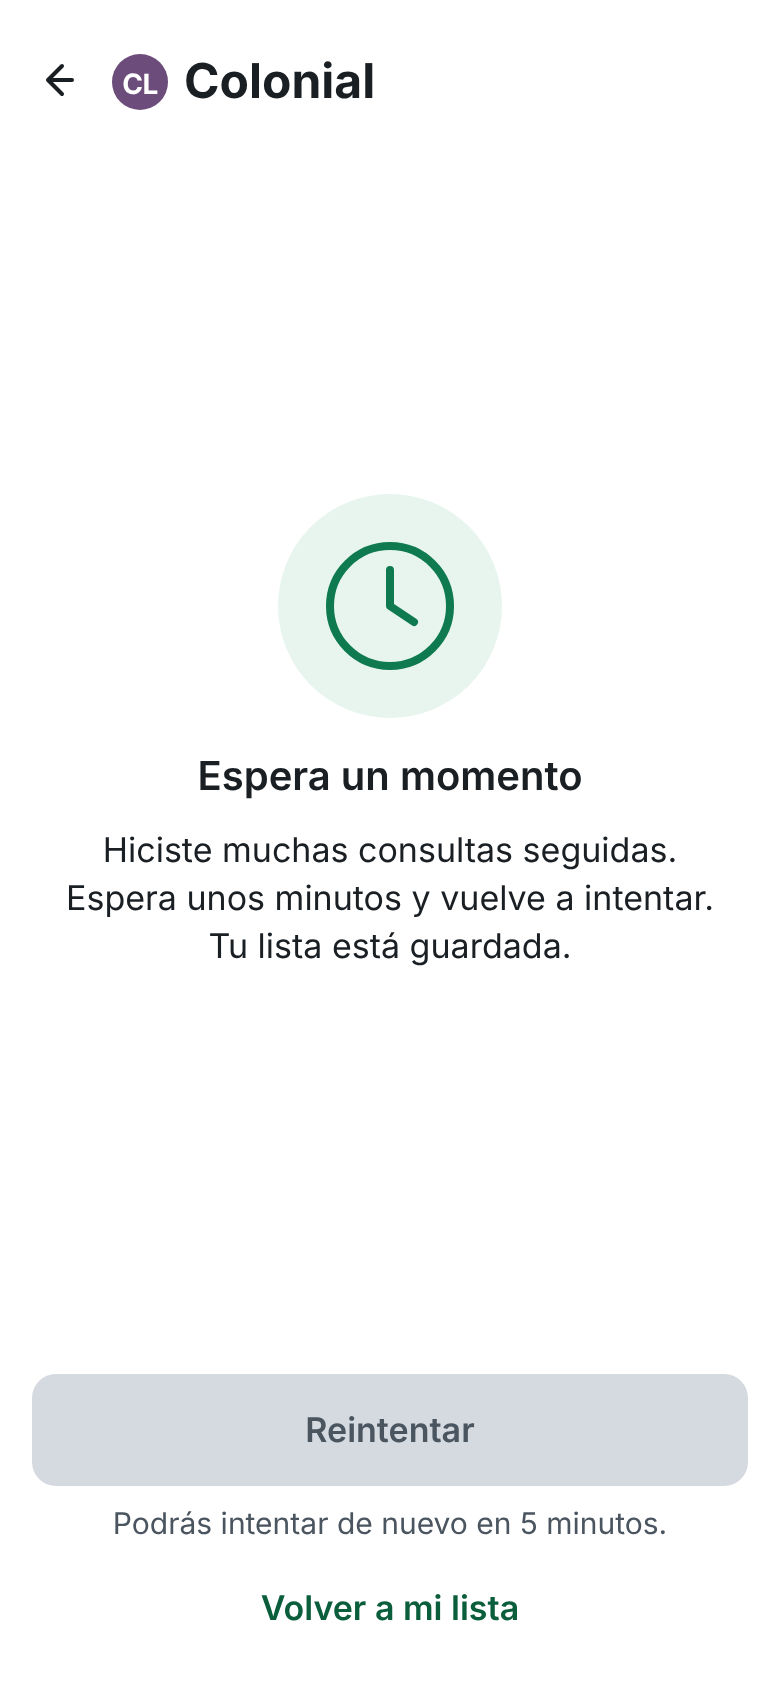 CL Colonial
Espera un momento
Hiciste muchas consultas seguidas.
Espera unos minutos y vuelve a intentar.
Tu lista está guardada.
Reintentar
Podrás intentar de nuevo en 5 minutos.
Volver a mi lista